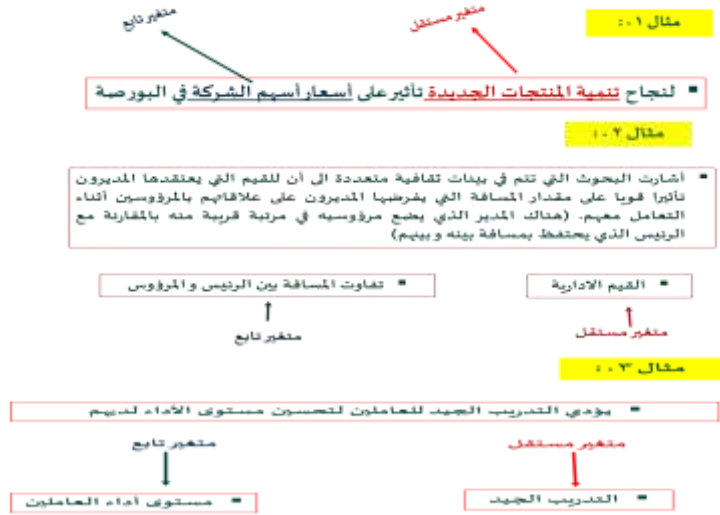 مثال ٠١:
متغير مستقل
متغير تابع
▪ لنجاح تنمية المنتجات الجديدة تأثير على أسعار أسهم الشركة في البورصة
مثال ٠٢:
▪ أشارت البحوث التي تتم في بيئات ثقافية متعددة الى أن للقيم التي يعتقدها المديرون
تأثيرا قويا على مقدار المسافة التي يفرضها المديرون على علاقاتهم بالمرؤوسين أثناء
التعامل معهم. (هناك المدير الذي يضع مرؤوسيه في مرتبة قريبة منه بالمقارنة مع
الرئيس الذي يحتفظ بمسافة بينه وبينهم)
▪ القيم الادارية
▪ تفاوت المسافة بين الرئيس والمرؤوس
متغير مستقل
متغير تابع
مثال ٠٣:
▪ يؤدي التدريب الجيد للعاملين لتحسين مستوى الأداء لديهم
متغير مستقل
متغير تابع
▪ التدريب الجيد
▪ مستوى أداء العاملين